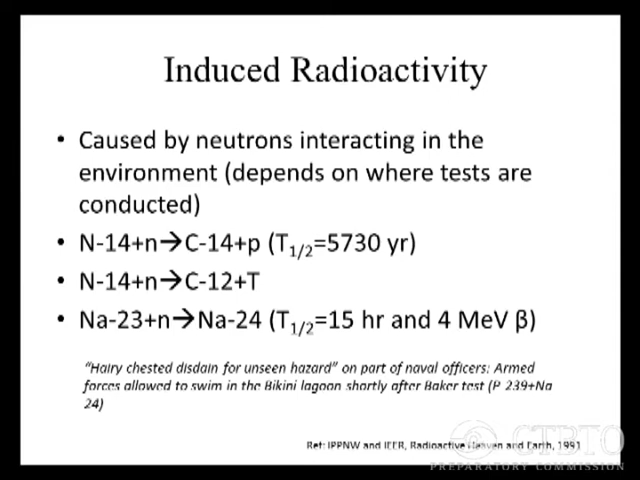 Induced Radioactivity
• Caused by neutrons interacting in the
environment (depends on where tests are
conducted)
• N-14+n→C-14+p (T1/2=5730 yr)
• N-14+n→C-12+T
• Na-23+n→Na-24 (T1/2=15 hr and 4 MeV β)
"Hairy chested disdain for unseen hazard" on part of naval officers: Armed
forces allowed to swim in the Bikini lagoon shortly after Baker test (P 239+Na
24)
Ref: IPPNW and IEER, Radioactive Heaven and Earth, 1991
CTBTO
PREPARATORY COMMISSION